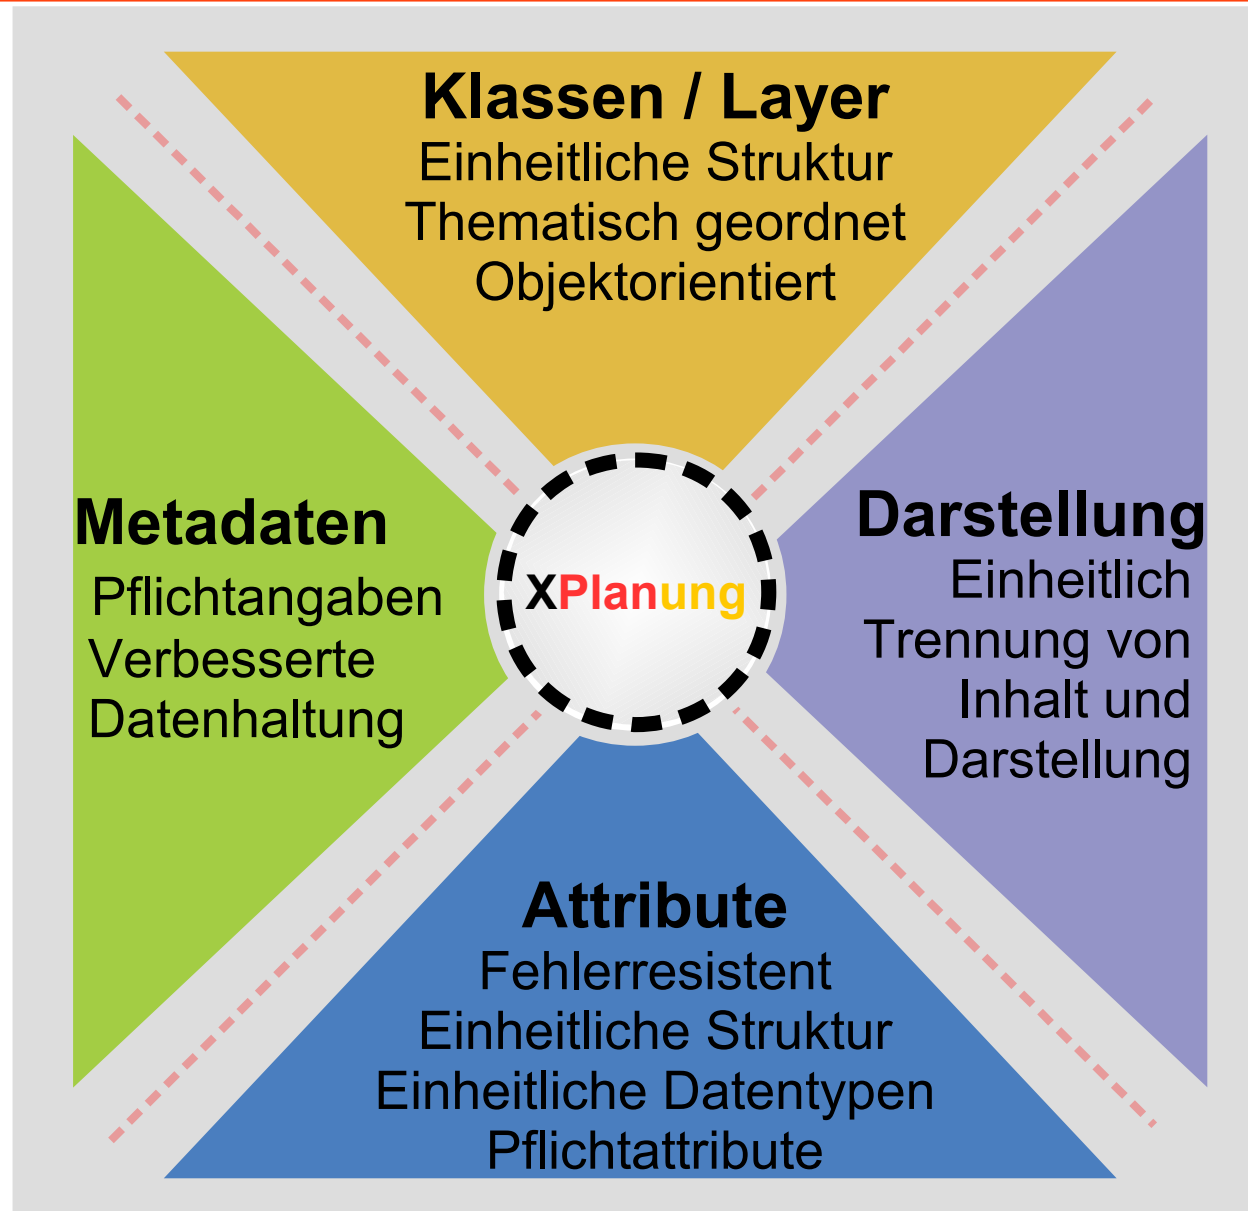 Klassen / Layer
Einheitliche Struktur
Thematisch geordnet
Objektorientiert
Metadaten
Pflichtangaben
Verbesserte
Datenhaltung
XPlanung
Darstellung
Einheitlich
Trennung von
Inhalt und
Darstellung
Attribute
Fehlerresistent
Einheitliche Struktur
Einheitliche Datentypen
Pflichtattribute